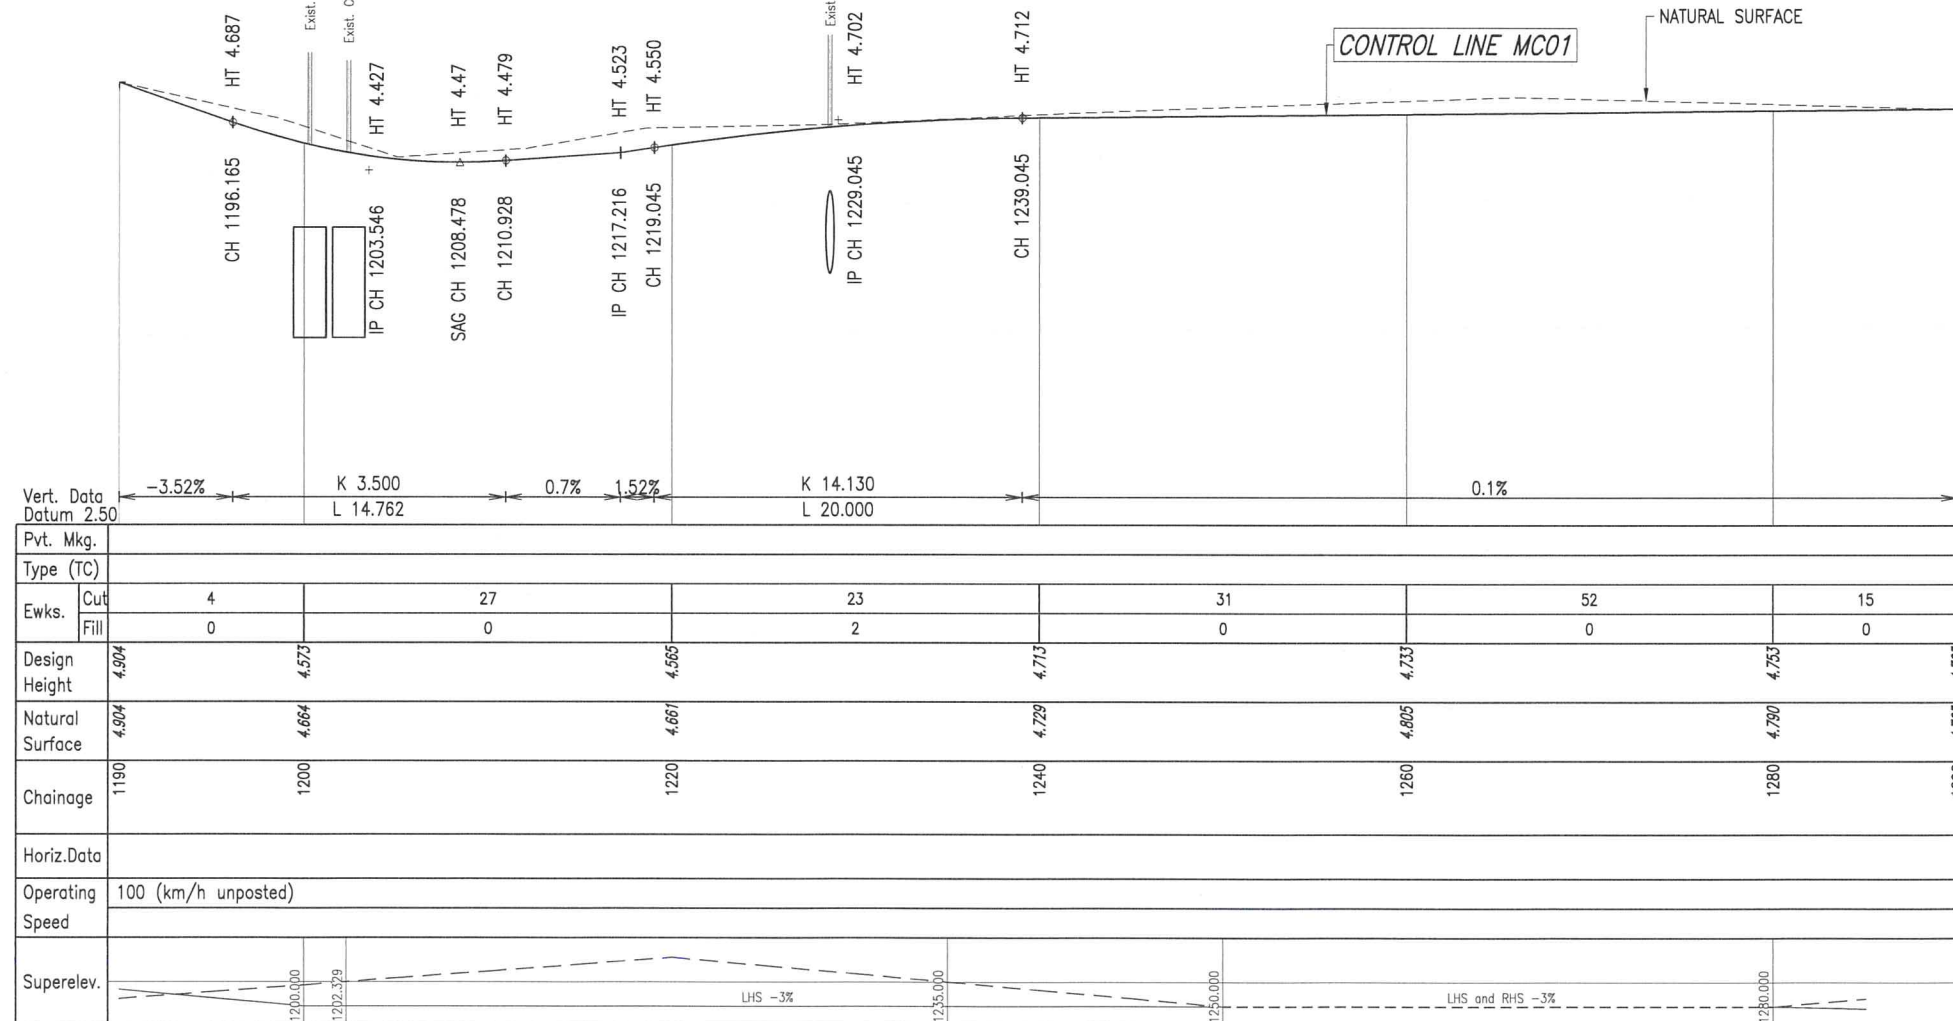 Exist.
Exist. C
Exist
HT 4.687
HT 4.427
HT 4.47
HT 4.479
HT 4.523
HT 4.550
HT 4.702
HT 4.712
CONTROL LINE MC01
NATURAL SURFACE
CH 1196.165
IP CH 1203.546
SAG CH 1208.478
CH 1210.928
IP CH 1217.216
CH 1219.045
IP CH 1229.045
CH 1239.045
Vert. Data -3.52% K 3.500 0.7% 1.52% K 14.130 0.1%
Datum 2.50 L 14.762 L 20.000
Pvt. Mkg.
Type (TC)
Ewks. Cut 4 27 23 31 52 15
Fill 0 0 2 0 0 0
Design Height 4.904 4.573 4.565 4.713 4.733 4.753
Natural Surface 4.904 4.664 4.661 4.729 4.805 4.790
Chainage 1190 1200 1220 1240 1260 1280
Horiz.Data
Operating Speed 100 (km/h unposted)
Superelev. 1200.000 1202.329 LHS -3% 1235.000 1250.000 LHS and RHS -3% 1280.000